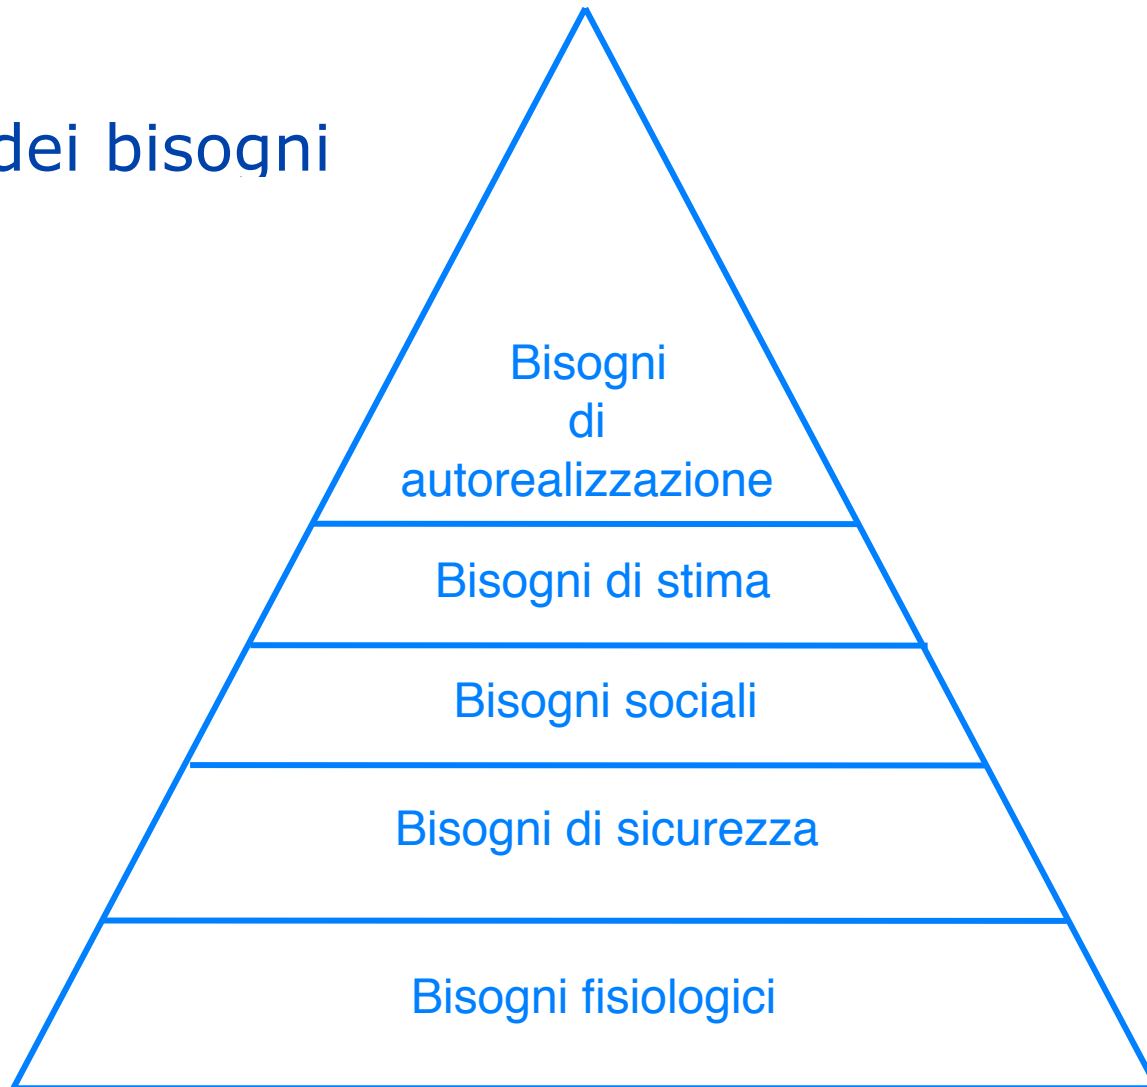 dei bisogni
Bisogni
di
autorealizzazione
Bisogni di stima
Bisogni sociali
Bisogni di sicurezza
Bisogni fisiologici